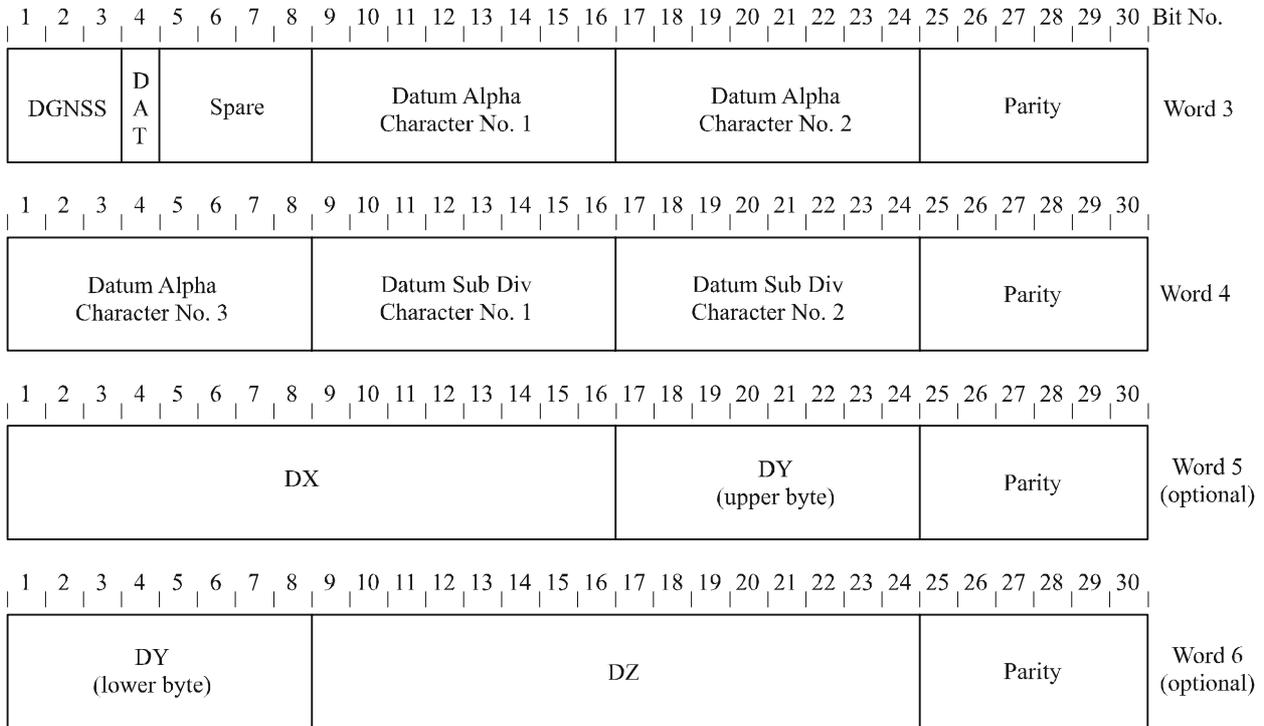 1 2 3 4 5 6 7 8 9 10 11 12 13 14 15 16 17 18 19 20 21 22 23 24 25 26 27 28 29 30 Bit No.
DGNSS
D
A
T
Spare
Datum Alpha
Character No. 1
Datum Alpha
Character No. 2
Parity
Word 3
1 2 3 4 5 6 7 8 9 10 11 12 13 14 15 16 17 18 19 20 21 22 23 24 25 26 27 28 29 30
Datum Alpha
Character No. 3
Datum Sub Div
Character No. 1
Datum Sub Div
Character No. 2
Parity
Word 4
1 2 3 4 5 6 7 8 9 10 11 12 13 14 15 16 17 18 19 20 21 22 23 24 25 26 27 28 29 30
DX
DY
(upper byte)
Parity
Word 5
(optional)
1 2 3 4 5 6 7 8 9 10 11 12 13 14 15 16 17 18 19 20 21 22 23 24 25 26 27 28 29 30
DY
(lower byte)
DZ
Parity
Word 6
(optional)